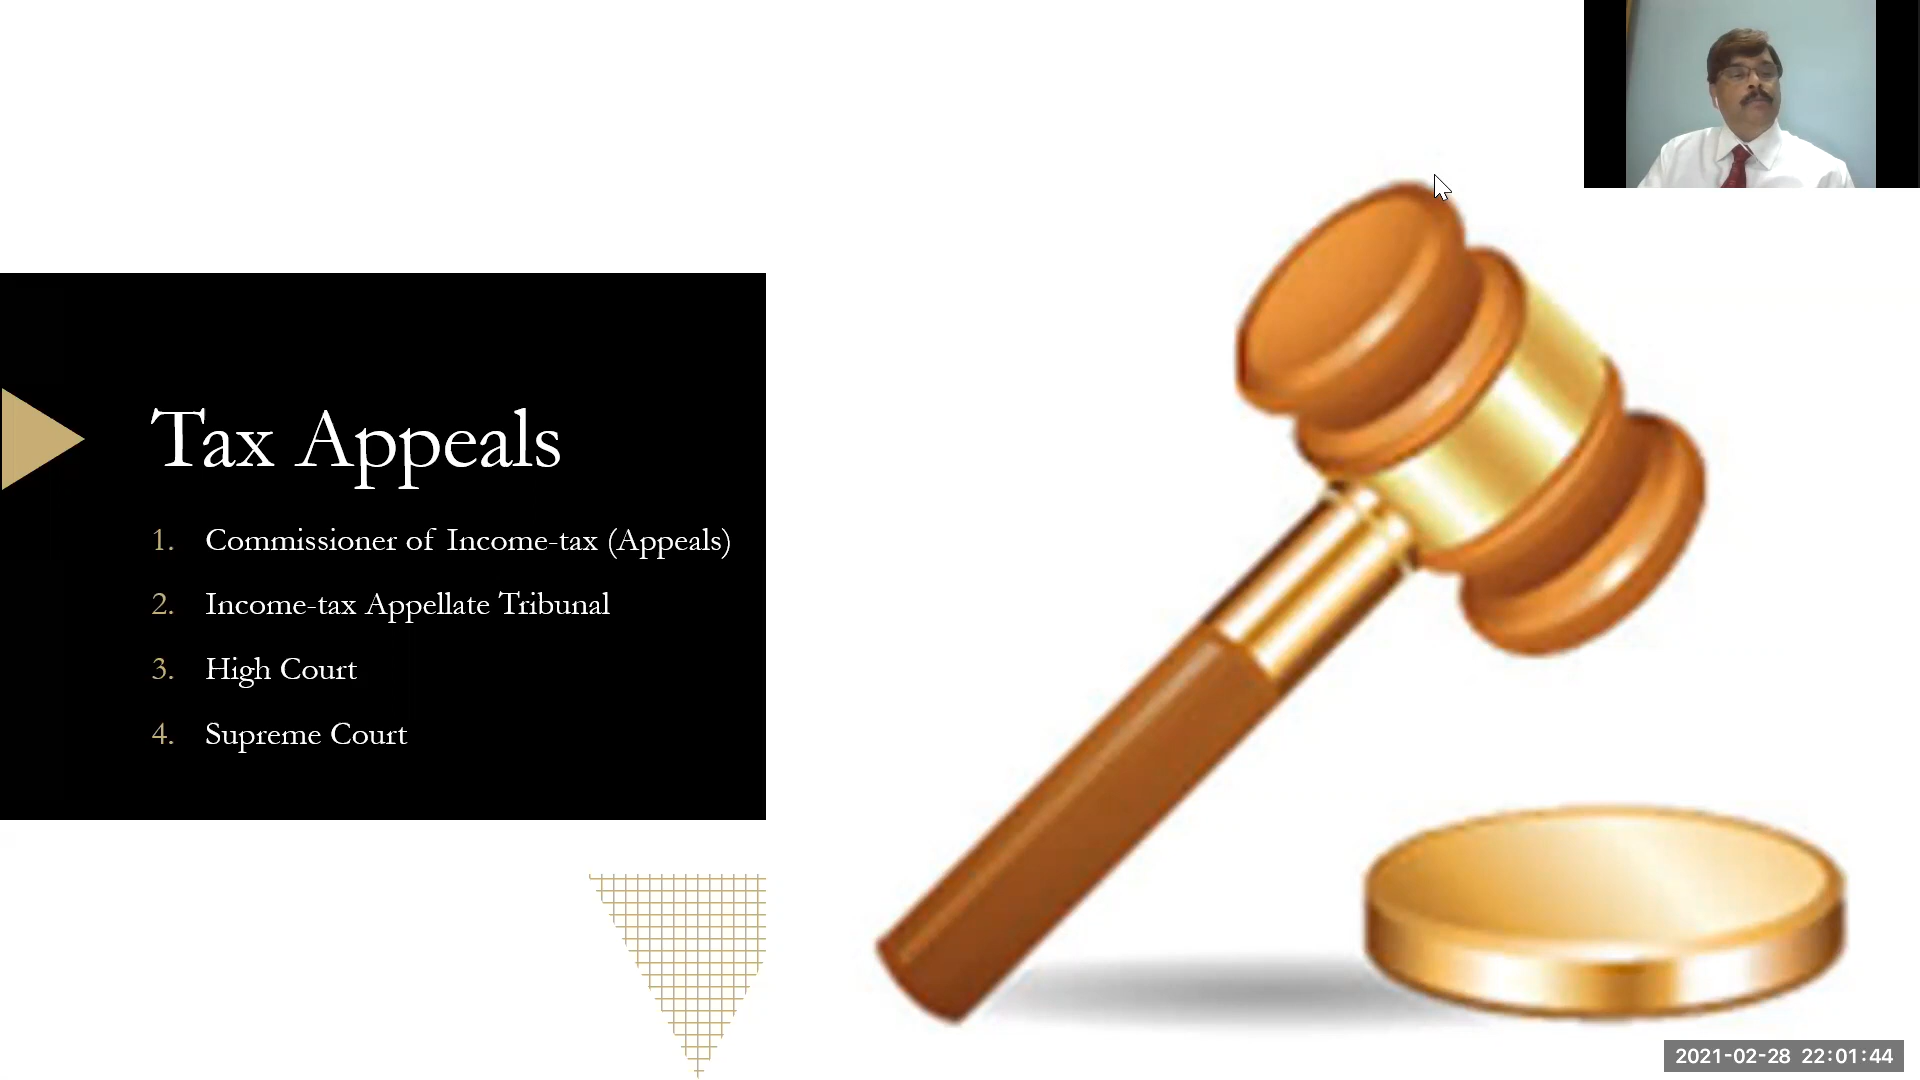 Tax Appeals
1. Commissioner of Income-tax (Appeals)
2. Income-tax Appellate Tribunal
3. High Court
4. Supreme Court
2021-02-28 22:01:44